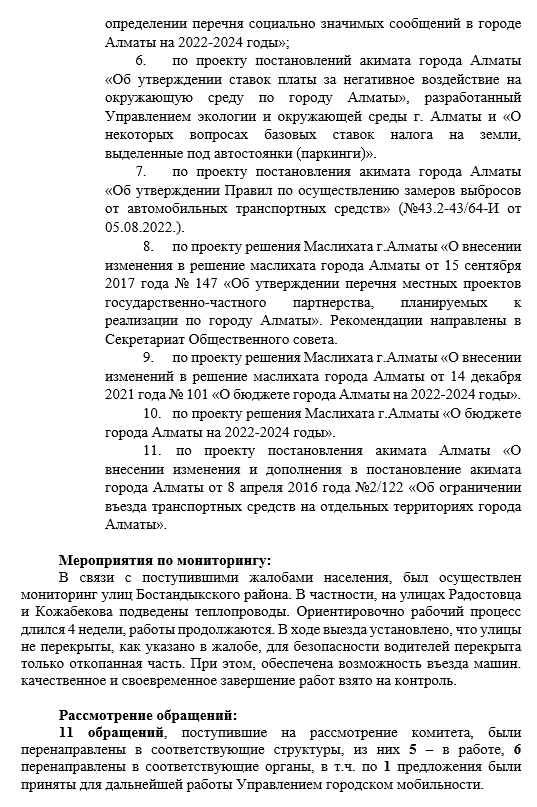 определении перечня социально значимых сообщений в городе
Алматы на 2022-2024 годы»;
6. по проекту постановлений акимата города Алматы
«Об утверждении ставок платы за негативное воздействие на
окружающую среду по городу Алматы», разработанный
Управлением экологии и окружающей среды г. Алматы и «О
некоторых вопросах базовых ставок налога на земли,
выделенные под автостоянки (паркинги)».
7. по проекту постановления акимата города Алматы
«Об утверждении Правил по осуществлению замеров выбросов
от автомобильных транспортных средств» (№43.2-43/64-И от
05.08.2022.).
8. по проекту решения Маслихата г.Алматы «О внесении
изменения в решение маслихата города Алматы от 15 сентября
2017 года № 147 «Об утверждении перечня местных проектов
государственно-частного партнерства, планируемых к
реализации по городу Алматы». Рекомендации направлены в
Секретариат Общественного совета.
9. по проекту решения Маслихата г.Алматы «О внесении
изменений в решение маслихата города Алматы от 14 декабря
2021 года № 101 «О бюджете города Алматы на 2022-2024 годы».
10. по проекту решения Маслихата г.Алматы «О бюджете
города Алматы на 2022-2024 годы».
11. по проекту постановления акимата Алматы «О
внесении изменения и дополнения в постановление акимата
города Алматы от 8 апреля 2016 года №2/122 «Об ограничении
въезда транспортных средств на отдельных территориях города
Алматы».
Мероприятия по мониторингу:
В связи с поступившими жалобами населения, был осуществлен
мониторинг улиц Бостандыкского района. В частности, на улицах Радостовца
и Кожабекова подведены теплопроводы. Ориентировочно рабочий процесс
длился 4 недели, работы продолжаются. В ходе выезда установлено, что улицы
не перекрыты, как указано в жалобе, для безопасности водителей перекрыта
только откопанная часть. При этом, обеспечена возможность въезда машин.
качественное и своевременное завершение работ взято на контроль.
Рассмотрение обращений:
11 обращений, поступившие на рассмотрение комитета, были
перенаправлены в соответствующие структуры, из них 5 – в работе, 6
перенаправлены в соответствующие органы, в т.ч. по 1 предложения были
приняты для дальнейшей работы Управлением городском мобильности.